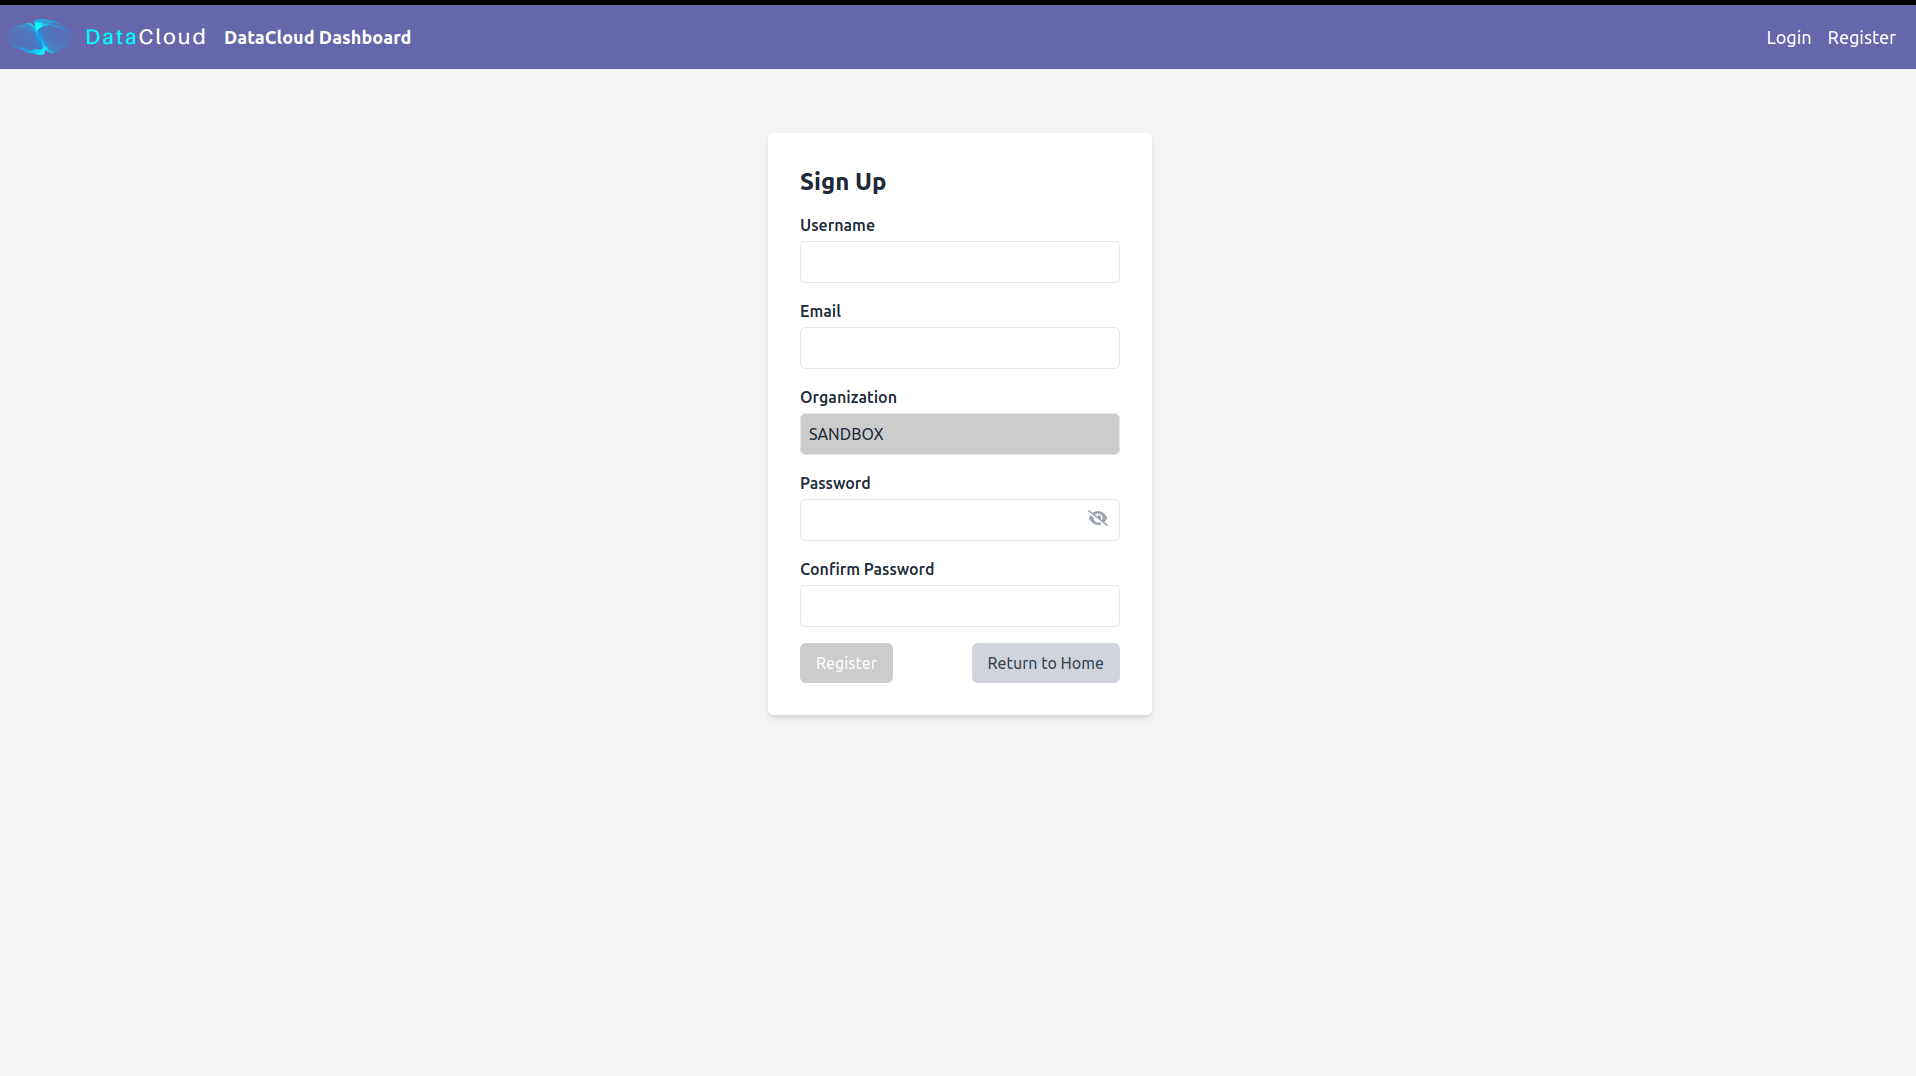 DataCloud DataCloud Dashboard Login Register
Sign Up
Username
Email
Organization
SANDBOX
Password
Confirm Password
Register Return to Home